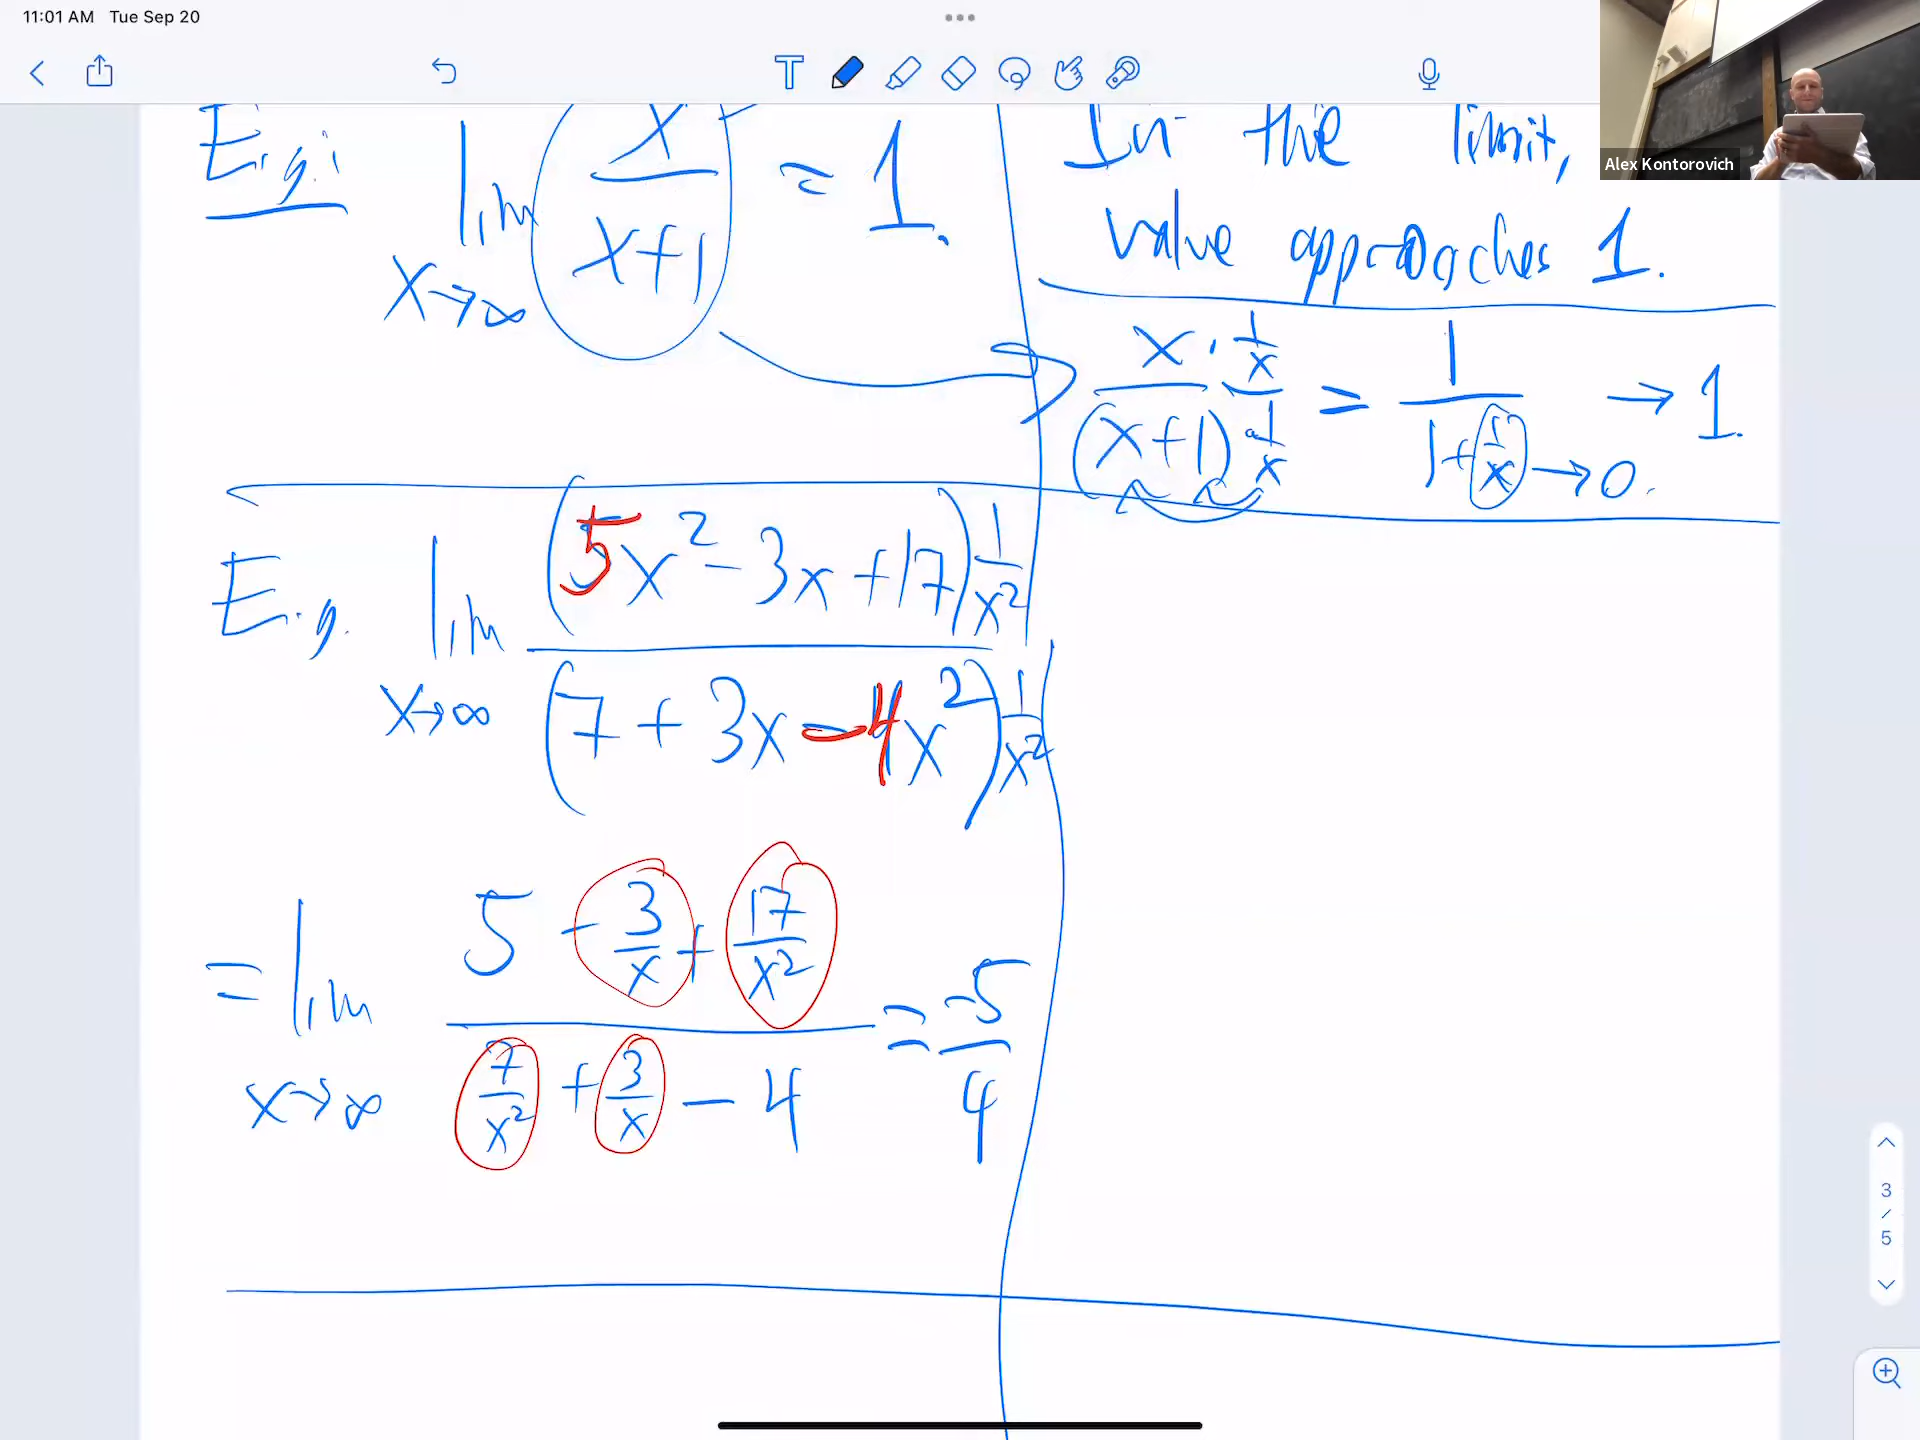 11:01 AM Tue Sep 20
Alex Kontorovich
E.g.: lim x→∞ x/(x+1) = 1.
In the limit,
value approaches 1.
x · 1/x / (x+1) · 1/x = 1/(1 + 1/x) → 1.
→ 0.
E.g. lim x→∞ (5x² - 3x + 17) 1/x² / (7 + 3x - 4x²) 1/x²
= lim x→∞ (5 - 3/x + 17/x²) / (7/x² + 3/x - 4) = -5/4
3
/
5